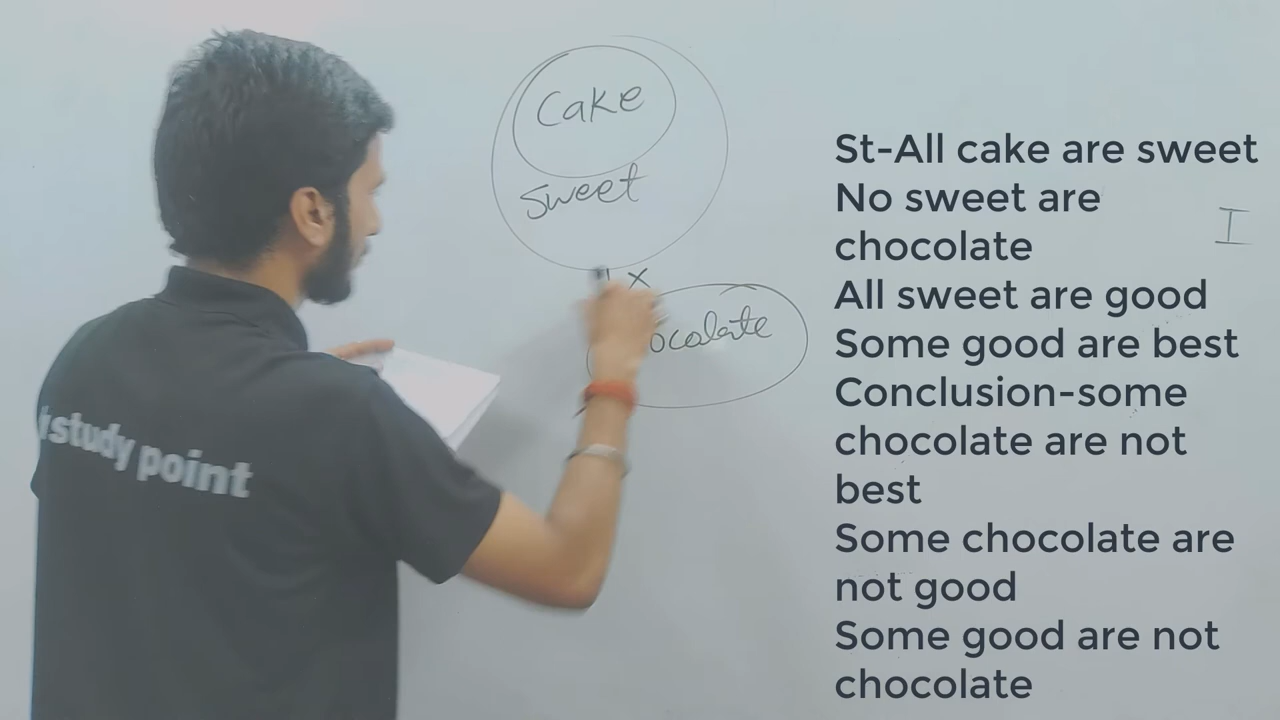 Cake
Sweet
St-All cake are sweet
No sweet are
chocolate
All sweet are good
Some good are best
Conclusion-some
chocolate are not
best
Some chocolate are
not good
Some good are not
chocolate
study point